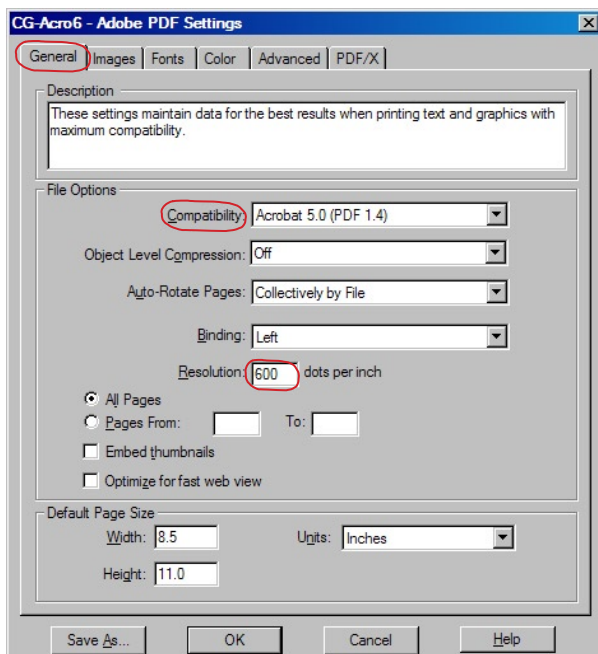 CG-Acro6 - Adobe PDF Settings
General Images Fonts Color Advanced PDF/X
Description
These settings maintain data for the best results when printing text and graphics with
maximum compatibility.
File Options
Compatibility: Acrobat 5.0 (PDF 1.4)
Object Level Compression: Off
Auto-Rotate Pages: Collectively by File
Binding: Left
Resolution: 600 dots per inch
All Pages
Pages From: To:
Embed thumbnails
Optimize for fast web view
Default Page Size
Width: 8.5 Units: Inches
Height: 11.0
Save As... OK Cancel Help